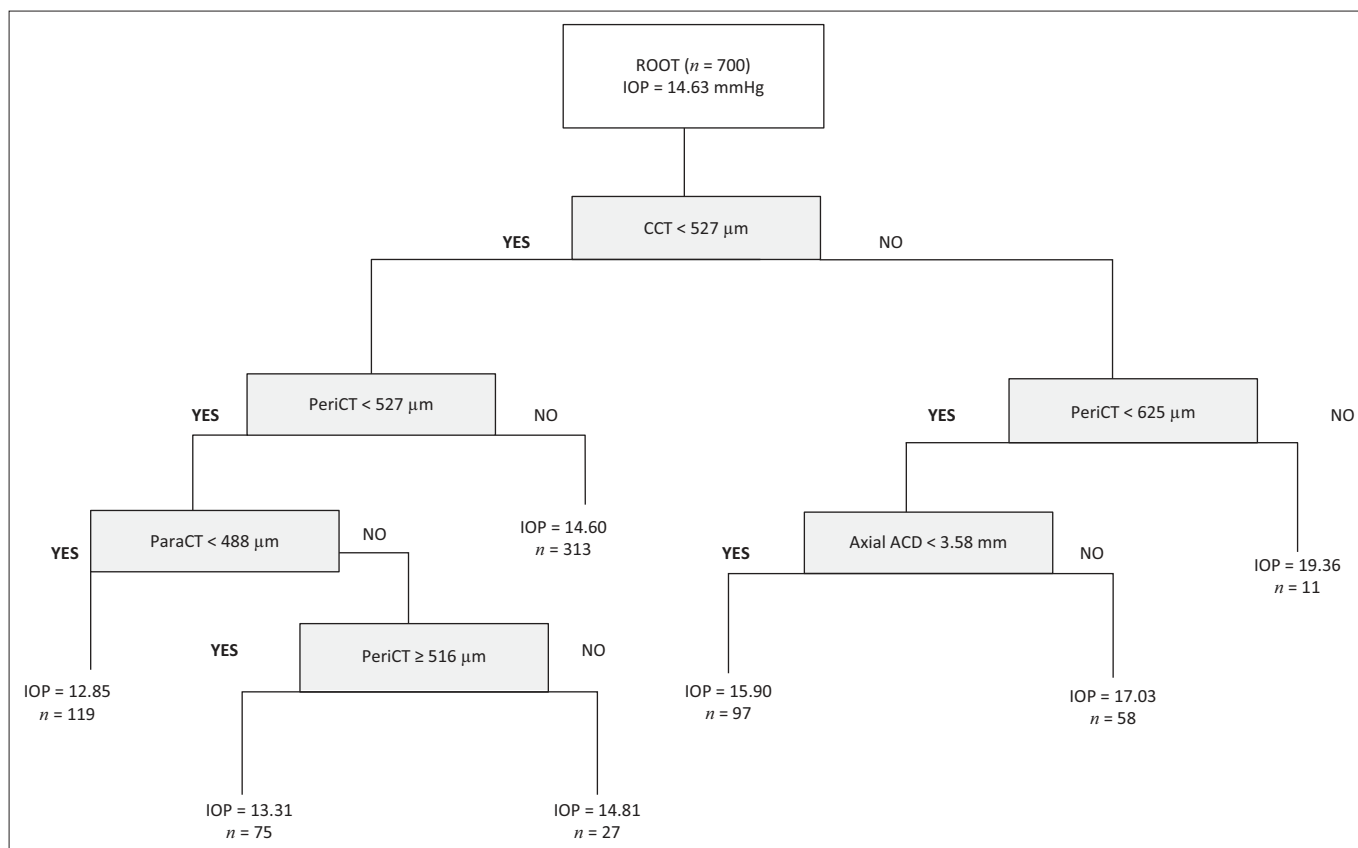 ROOT (n = 700)
IOP = 14.63 mmHg
CCT < 527 μm
YES
NO
PeriCT < 527 μm
YES
NO
PeriCT < 625 μm
YES
NO
ParaCT < 488 μm
YES
NO
IOP = 14.60
n = 313
Axial ACD < 3.58 mm
YES
NO
IOP = 19.36
n = 11
PeriCT ≥ 516 μm
YES
NO
IOP = 12.85
n = 119
IOP = 15.90
n = 97
IOP = 17.03
n = 58
IOP = 13.31
n = 75
IOP = 14.81
n = 27